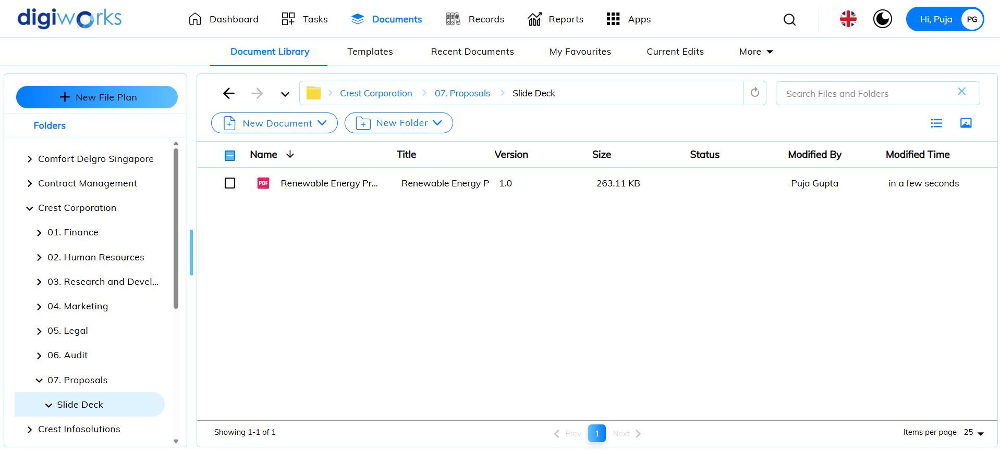 digiworks
Dashboard
Tasks
Documents
Records
Reports
Apps
Hi, Puja
PG
Document Library
Templates
Recent Documents
My Favourites
Current Edits
More
New File Plan
Folders
Comfort Delgro Singapore
Contract Management
Crest Corporation
01. Finance
02. Human Resources
03. Research and Devel...
04. Marketing
05. Legal
06. Audit
07. Proposals
Slide Deck
Crest Infosolutions
Crest Corporation
07. Proposals
Slide Deck
Search Files and Folders
New Document
New Folder
Name Title Version Size Status Modified By Modified Time
PDF Renewable Energy Pr... Renewable Energy P 1.0 263.11 KB Puja Gupta in a few seconds
Showing 1-1 of 1
Prev 1 Next
Items per page 25